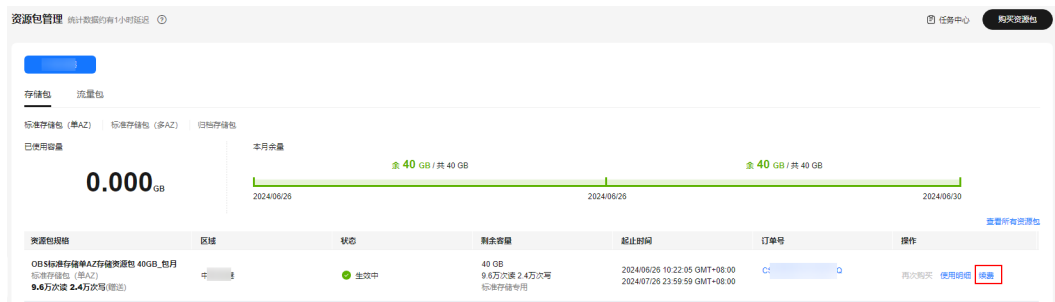 资源包管理 统计数据约有1小时延迟 ?
任务中心 购买资源包
存储包 流量包
标准存储包（单AZ） 标准存储包（多AZ） 归档存储包
已使用容量 本月余量
余 40 GB / 共 40 GB 余 40 GB / 共 40 GB
0.000GB
2024/06/26 2024/06/26 2024/06/30
查看所有资源包
资源包规格 区域 状态 剩余容量 起止时间 订单号 操作
OBS标准存储单AZ存储资源包 40GB_包月
标准存储包（单AZ）
9.6万次读 2.4万次写(赠送)
中
生效中
40 GB
9.6万次读 2.4万次写
标准存储专用
2024/06/26 10:22:05 GMT+08:00
2024/07/26 23:59:59 GMT+08:00
再次购买 使用明细 续费